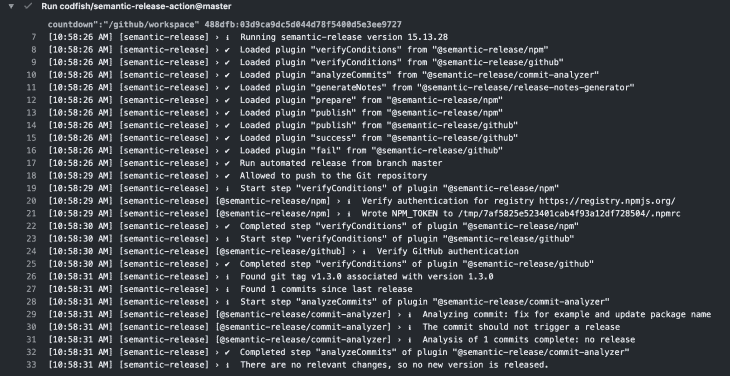 Run codfish/semantic-release-action@master
countdown":"/github/workspace" 488dfb:03d9ca9dc5d044d78f5400d5e3ee9727
7 [10:58:26 AM] [semantic-release] › ℹ Running semantic-release version 15.13.28
8 [10:58:26 AM] [semantic-release] › ✔ Loaded plugin "verifyConditions" from "@semantic-release/npm"
9 [10:58:26 AM] [semantic-release] › ✔ Loaded plugin "verifyConditions" from "@semantic-release/github"
10 [10:58:26 AM] [semantic-release] › ✔ Loaded plugin "analyzeCommits" from "@semantic-release/commit-analyzer"
11 [10:58:26 AM] [semantic-release] › ✔ Loaded plugin "generateNotes" from "@semantic-release/release-notes-generator"
12 [10:58:26 AM] [semantic-release] › ✔ Loaded plugin "prepare" from "@semantic-release/npm"
13 [10:58:26 AM] [semantic-release] › ✔ Loaded plugin "publish" from "@semantic-release/npm"
14 [10:58:26 AM] [semantic-release] › ✔ Loaded plugin "publish" from "@semantic-release/github"
15 [10:58:26 AM] [semantic-release] › ✔ Loaded plugin "success" from "@semantic-release/github"
16 [10:58:26 AM] [semantic-release] › ✔ Loaded plugin "fail" from "@semantic-release/github"
17 [10:58:28 AM] [semantic-release] › ✔ Run automated release from branch master
18 [10:58:29 AM] [semantic-release] › ✔ Allowed to push to the Git repository
19 [10:58:29 AM] [semantic-release] › ℹ Start step "verifyConditions" of plugin "@semantic-release/npm"
20 [10:58:29 AM] [semantic-release] [@semantic-release/npm] › ℹ Verify authentication for registry https://registry.npmjs.org/
21 [10:58:29 AM] [semantic-release] [@semantic-release/npm] › ℹ Wrote NPM_TOKEN to /tmp/7af5825e523401cab4f93a12df728504/.npmrc
22 [10:58:30 AM] [semantic-release] › ✔ Completed step "verifyConditions" of plugin "@semantic-release/npm"
23 [10:58:30 AM] [semantic-release] › ℹ Start step "verifyConditions" of plugin "@semantic-release/github"
24 [10:58:30 AM] [semantic-release] [@semantic-release/github] › ℹ Verify GitHub authentication
25 [10:58:30 AM] [semantic-release] › ✔ Completed step "verifyConditions" of plugin "@semantic-release/github"
26 [10:58:31 AM] [semantic-release] › ℹ Found git tag v1.3.0 associated with version 1.3.0
27 [10:58:31 AM] [semantic-release] › ℹ Found 1 commits since last release
28 [10:58:31 AM] [semantic-release] › ℹ Start step "analyzeCommits" of plugin "@semantic-release/commit-analyzer"
29 [10:58:31 AM] [semantic-release] [@semantic-release/commit-analyzer] › ℹ Analyzing commit: fix for example and update package name
30 [10:58:31 AM] [semantic-release] [@semantic-release/commit-analyzer] › ℹ The commit should not trigger a release
31 [10:58:31 AM] [semantic-release] [@semantic-release/commit-analyzer] › ℹ Analysis of 1 commits complete: no release
32 [10:58:31 AM] [semantic-release] › ✔ Completed step "analyzeCommits" of plugin "@semantic-release/commit-analyzer"
33 [10:58:31 AM] [semantic-release] › ℹ There are no relevant changes, so no new version is released.